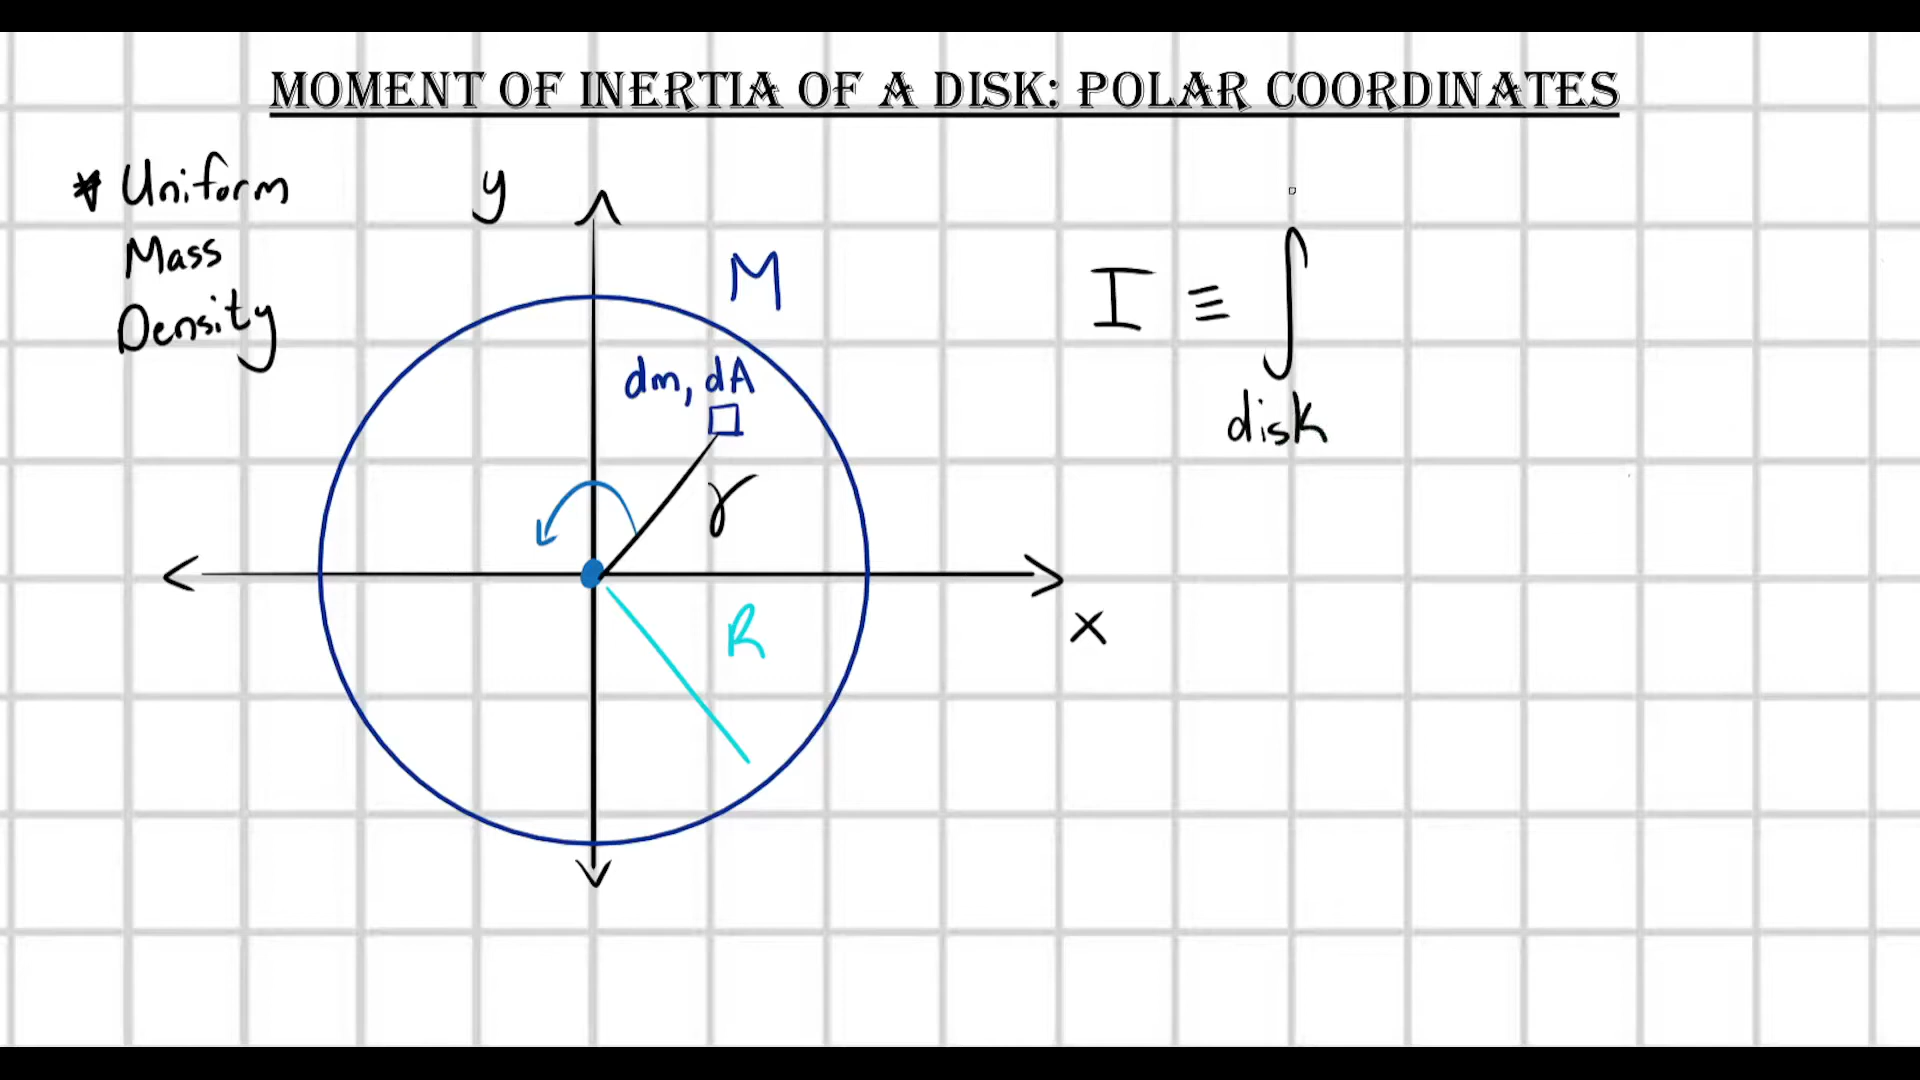 MOMENT OF INERTIA OF A DISK: POLAR COORDINATES
* Uniform
Mass
Density
y
M
dm, dA
r
R
x
I ≡ ∫
disk